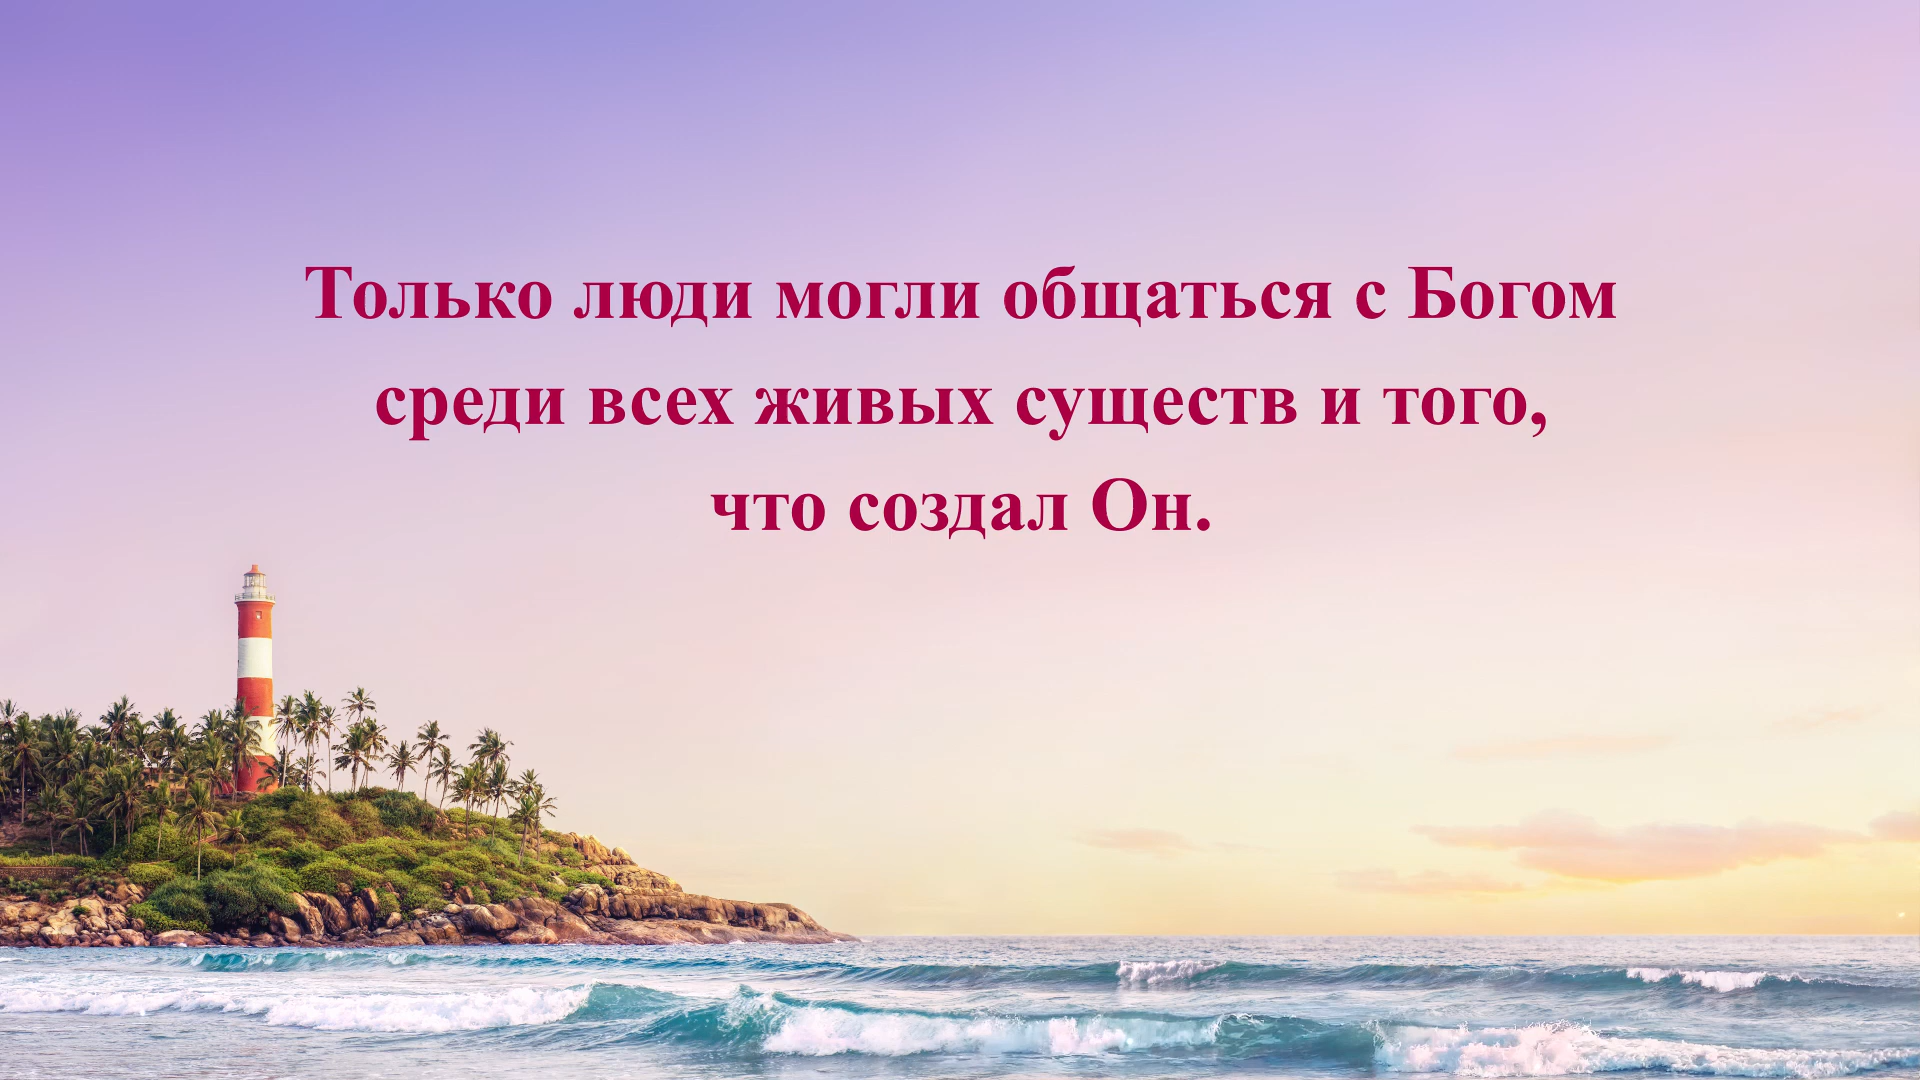 Только люди могли общаться с Богом
среди всех живых существ и того,
что создал Он.